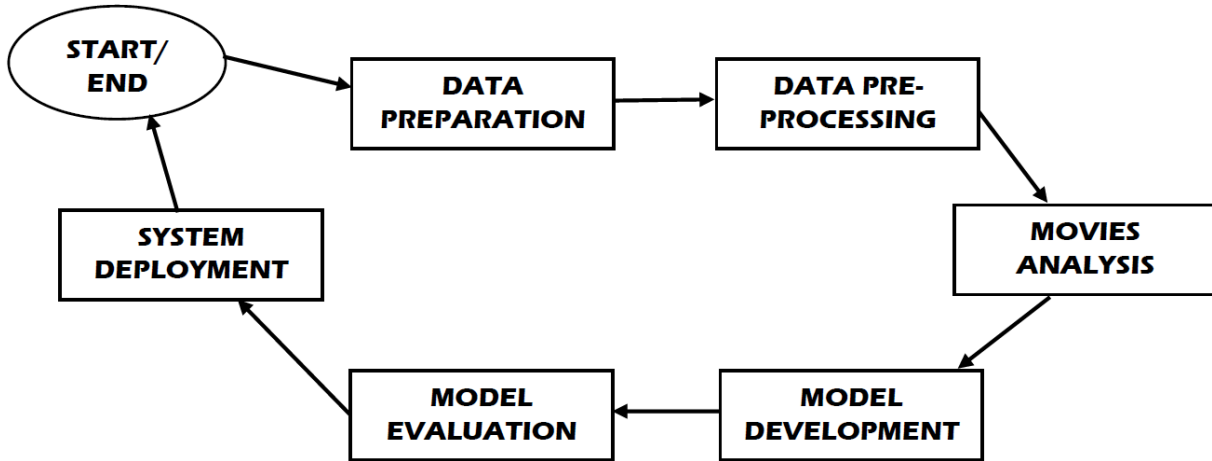 START/
END
DATA
PREPARATION
DATA PRE-
PROCESSING
MOVIES
ANALYSIS
MODEL
DEVELOPMENT
MODEL
EVALUATION
SYSTEM
DEPLOYMENT